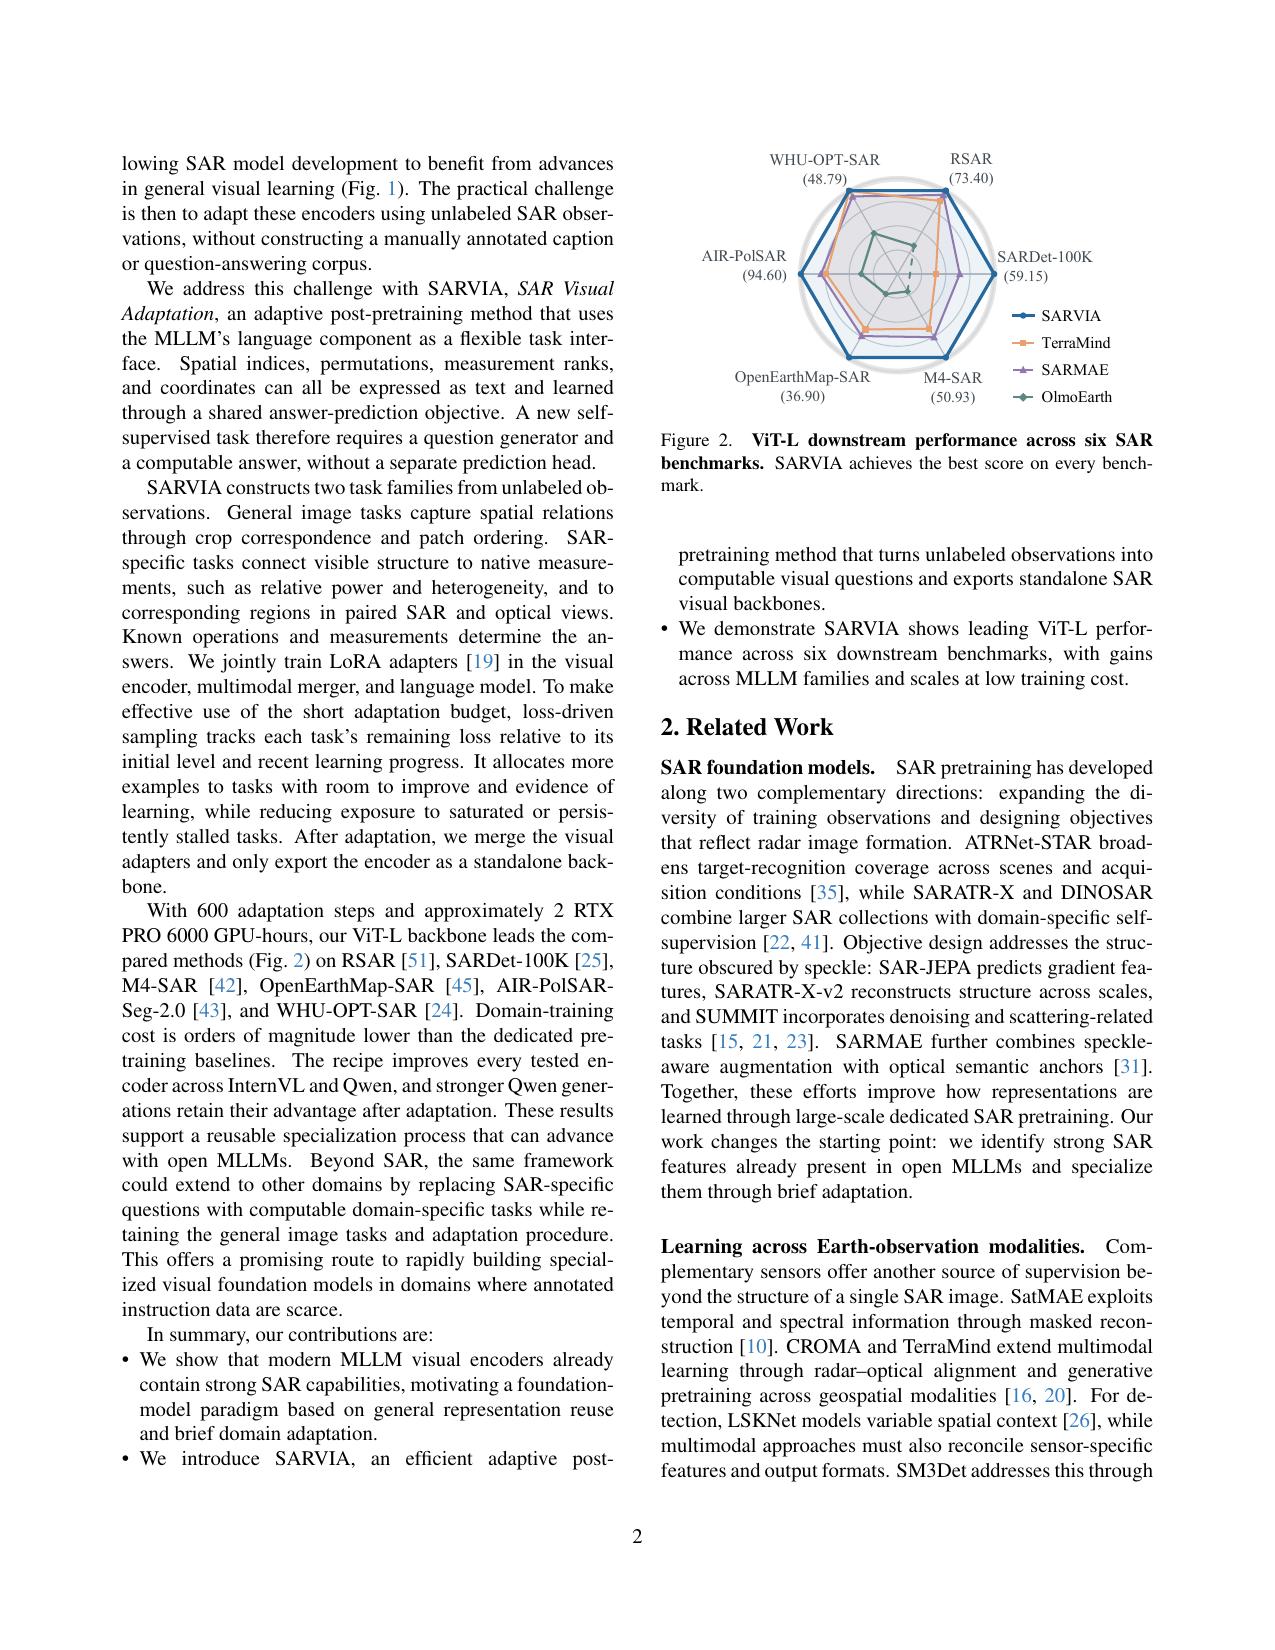 lowing SAR model development to benefit from advances
in general visual learning (Fig. 1). The practical challenge
is then to adapt these encoders using unlabeled SAR obser-
vations, without constructing a manually annotated caption
or question-answering corpus.
We address this challenge with SARVIA, SAR Visual
Adaptation, an adaptive post-pretraining method that uses
the MLLM's language component as a flexible task inter-
face. Spatial indices, permutations, measurement ranks,
and coordinates can all be expressed as text and learned
through a shared answer-prediction objective. A new self-
supervised task therefore requires a question generator and
a computable answer, without a separate prediction head.
SARVIA constructs two task families from unlabeled ob-
servations. General image tasks capture spatial relations
through crop correspondence and patch ordering. SAR-
specific tasks connect visible structure to native measure-
ments, such as relative power and heterogeneity, and to
corresponding regions in paired SAR and optical views.
Known operations and measurements determine the an-
swers. We jointly train LoRA adapters [19] in the visual
encoder, multimodal merger, and language model. To make
effective use of the short adaptation budget, loss-driven
sampling tracks each task's remaining loss relative to its
initial level and recent learning progress. It allocates more
examples to tasks with room to improve and evidence of
learning, while reducing exposure to saturated or persis-
tently stalled tasks. After adaptation, we merge the visual
adapters and only export the encoder as a standalone back-
bone.
With 600 adaptation steps and approximately 2 RTX
PRO 6000 GPU-hours, our ViT-L backbone leads the com-
pared methods (Fig. 2) on RSAR [51], SARDet-100K [25],
M4-SAR [42], OpenEarthMap-SAR [45], AIR-PolSAR-
Seg-2.0 [43], and WHU-OPT-SAR [24]. Domain-training
cost is orders of magnitude lower than the dedicated pre-
training baselines. The recipe improves every tested en-
coder across InternVL and Qwen, and stronger Qwen gener-
ations retain their advantage after adaptation. These results
support a reusable specialization process that can advance
with open MLLMs. Beyond SAR, the same framework
could extend to other domains by replacing SAR-specific
questions with computable domain-specific tasks while re-
taining the general image tasks and adaptation procedure.
This offers a promising route to rapidly building special-
ized visual foundation models in domains where annotated
instruction data are scarce.
In summary, our contributions are:
• We show that modern MLLM visual encoders already
contain strong SAR capabilities, motivating a foundation-
model paradigm based on general representation reuse
and brief domain adaptation.
• We introduce SARVIA, an efficient adaptive post-
WHU-OPT-SAR
(48.79)
RSAR
(73.40)
AIR-PolSAR
(94.60)
SARDet-100K
(59.15)
OpenEarthMap-SAR
(36.90)
M4-SAR
(50.93)
SARVIA
TerraMind
SARMAE
OlmoEarth
Figure 2. ViT-L downstream performance across six SAR
benchmarks. SARVIA achieves the best score on every bench-
mark.
pretraining method that turns unlabeled observations into
computable visual questions and exports standalone SAR
visual backbones.
• We demonstrate SARVIA shows leading ViT-L perfor-
mance across six downstream benchmarks, with gains
across MLLM families and scales at low training cost.
2. Related Work
SAR foundation models. SAR pretraining has developed
along two complementary directions: expanding the di-
versity of training observations and designing objectives
that reflect radar image formation. ATRNet-STAR broad-
ens target-recognition coverage across scenes and acqui-
sition conditions [35], while SARATR-X and DINOSAR
combine larger SAR collections with domain-specific self-
supervision [22, 41]. Objective design addresses the struc-
ture obscured by speckle: SAR-JEPA predicts gradient fea-
tures, SARATR-X-v2 reconstructs structure across scales,
and SUMMIT incorporates denoising and scattering-related
tasks [15, 21, 23]. SARMAE further combines speckle-
aware augmentation with optical semantic anchors [31].
Together, these efforts improve how representations are
learned through large-scale dedicated SAR pretraining. Our
work changes the starting point: we identify strong SAR
features already present in open MLLMs and specialize
them through brief adaptation.
Learning across Earth-observation modalities. Com-
plementary sensors offer another source of supervision be-
yond the structure of a single SAR image. SatMAE exploits
temporal and spectral information through masked recon-
struction [10]. CROMA and TerraMind extend multimodal
learning through radar–optical alignment and generative
pretraining across geospatial modalities [16, 20]. For de-
tection, LSKNet models variable spatial context [26], while
multimodal approaches must also reconcile sensor-specific
features and output formats. SM3Det addresses this through
2